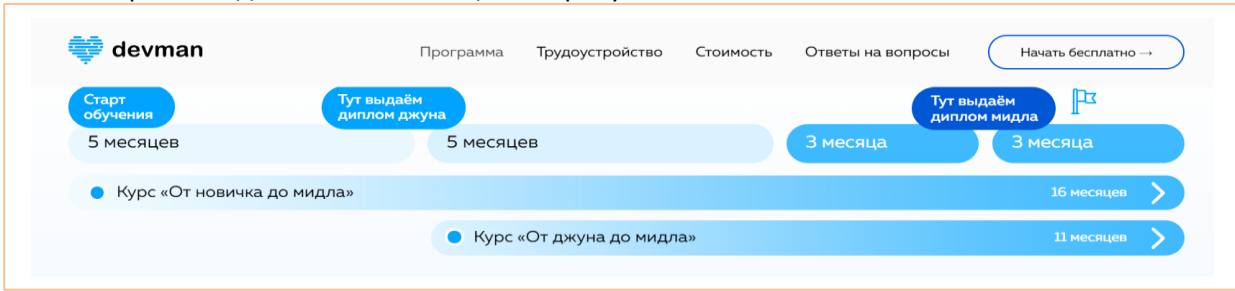 devman
Программа Трудоустройство Стоимость Ответы на вопросы Начать бесплатно →
Старт
обучения
Тут выдаём
диплом джуна
Тут выдаём
диплом мидла
5 месяцев 5 месяцев 3 месяца 3 месяца
Курс «От новичка до мидла» 16 месяцев
Курс «От джуна до мидла» 11 месяцев